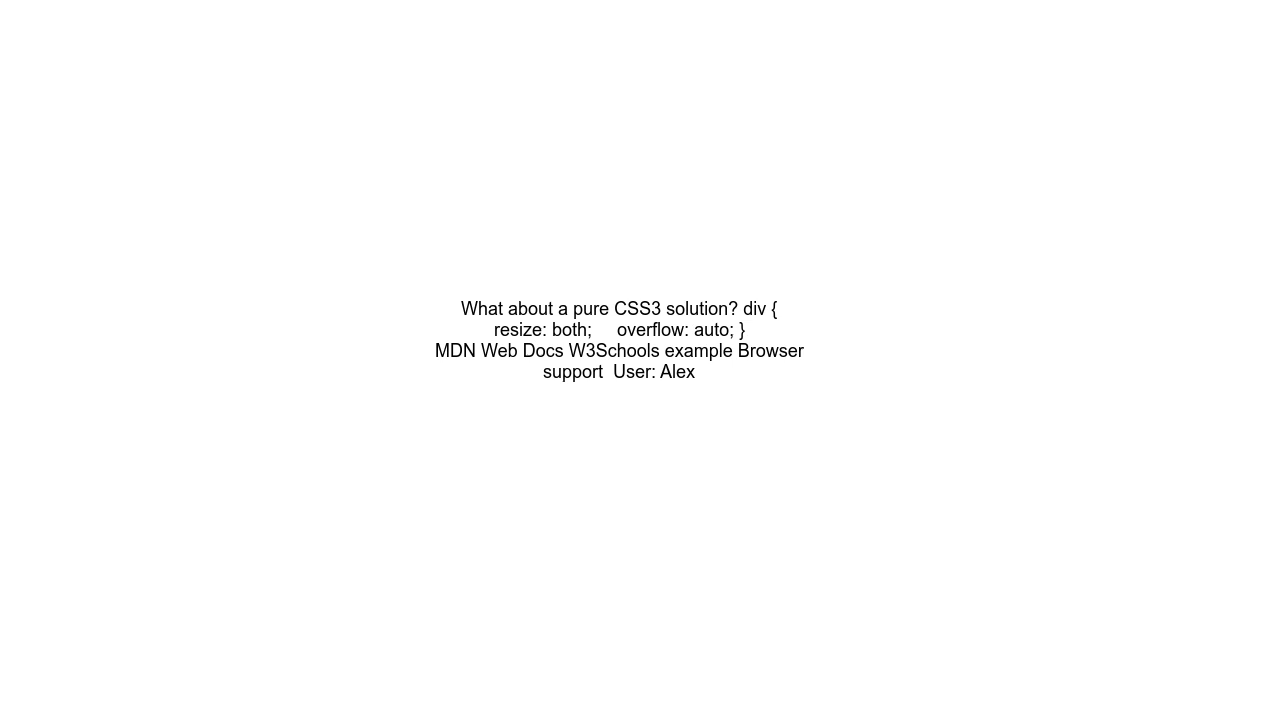 What about a pure CSS3 solution? div {
resize: both;     overflow: auto; }
MDN Web Docs W3Schools example Browser
support  User: Alex